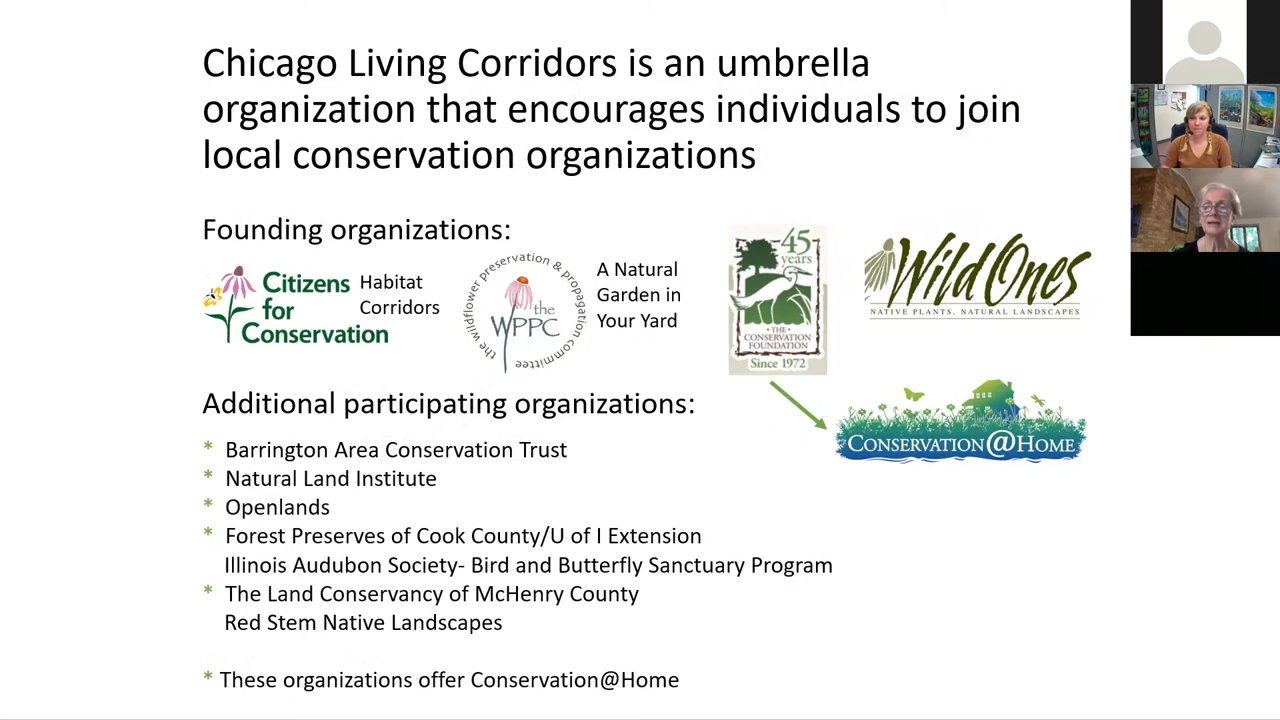 Chicago Living Corridors is an umbrella
organization that encourages individuals to join
local conservation organizations
Founding organizations:
Citizens
for
Conservation
Habitat
Corridors
the wildflower preservation & propagation committee
the
WPPC
A Natural
Garden in
Your Yard
45
years
• THE •
CONSERVATION
FOUNDATION
Since 1972
Wild Ones
NATIVE PLANTS, NATURAL LANDSCAPES
CONSERVATION@HOME
Additional participating organizations:
* Barrington Area Conservation Trust
* Natural Land Institute
* Openlands
* Forest Preserves of Cook County/U of I Extension
Illinois Audubon Society- Bird and Butterfly Sanctuary Program
* The Land Conservancy of McHenry County
Red Stem Native Landscapes
* These organizations offer Conservation@Home